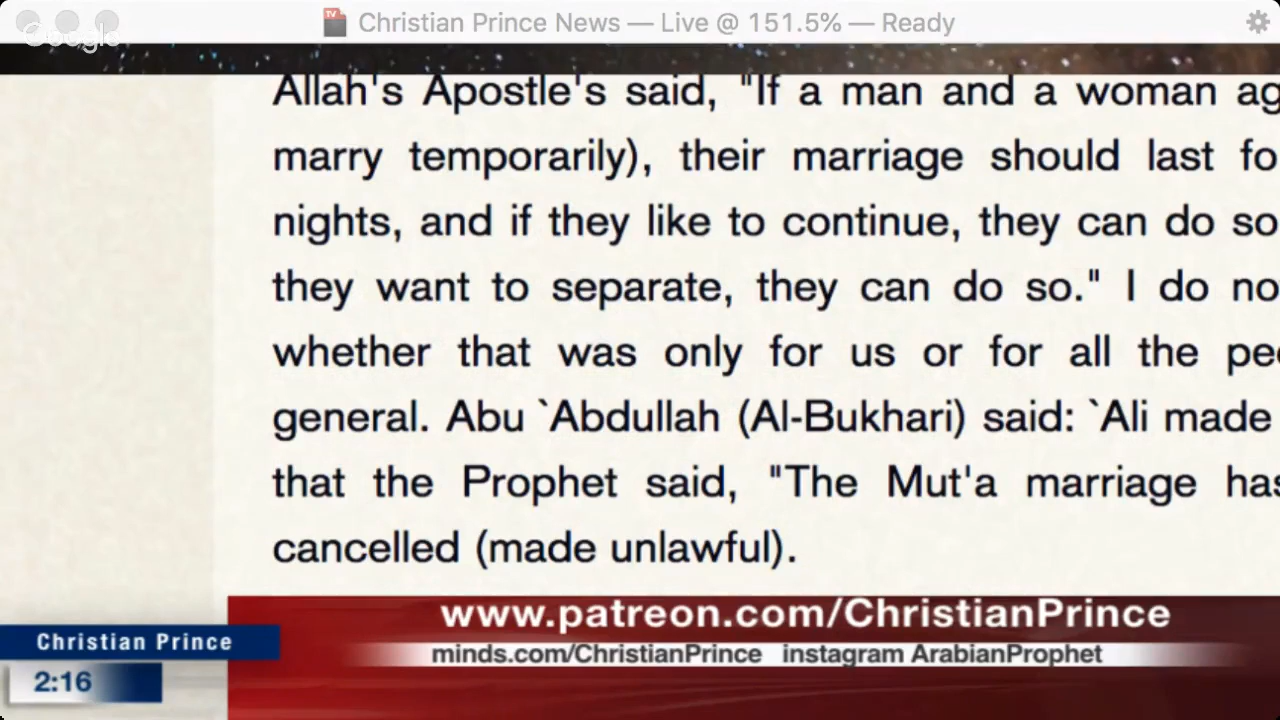 Christian Prince News — Live @ 151.5% — Ready
Google
Allah's Apostle's said, "If a man and a woman ag
marry temporarily), their marriage should last fo
nights, and if they like to continue, they can do so
they want to separate, they can do so." I do no
whether that was only for us or for all the pe
general. Abu `Abdullah (Al-Bukhari) said: `Ali made
that the Prophet said, "The Mut'a marriage has
cancelled (made unlawful).
www.patreon.com/ChristianPrince
Christian Prince
minds.com/ChristianPrince instagram ArabianProphet
2:16